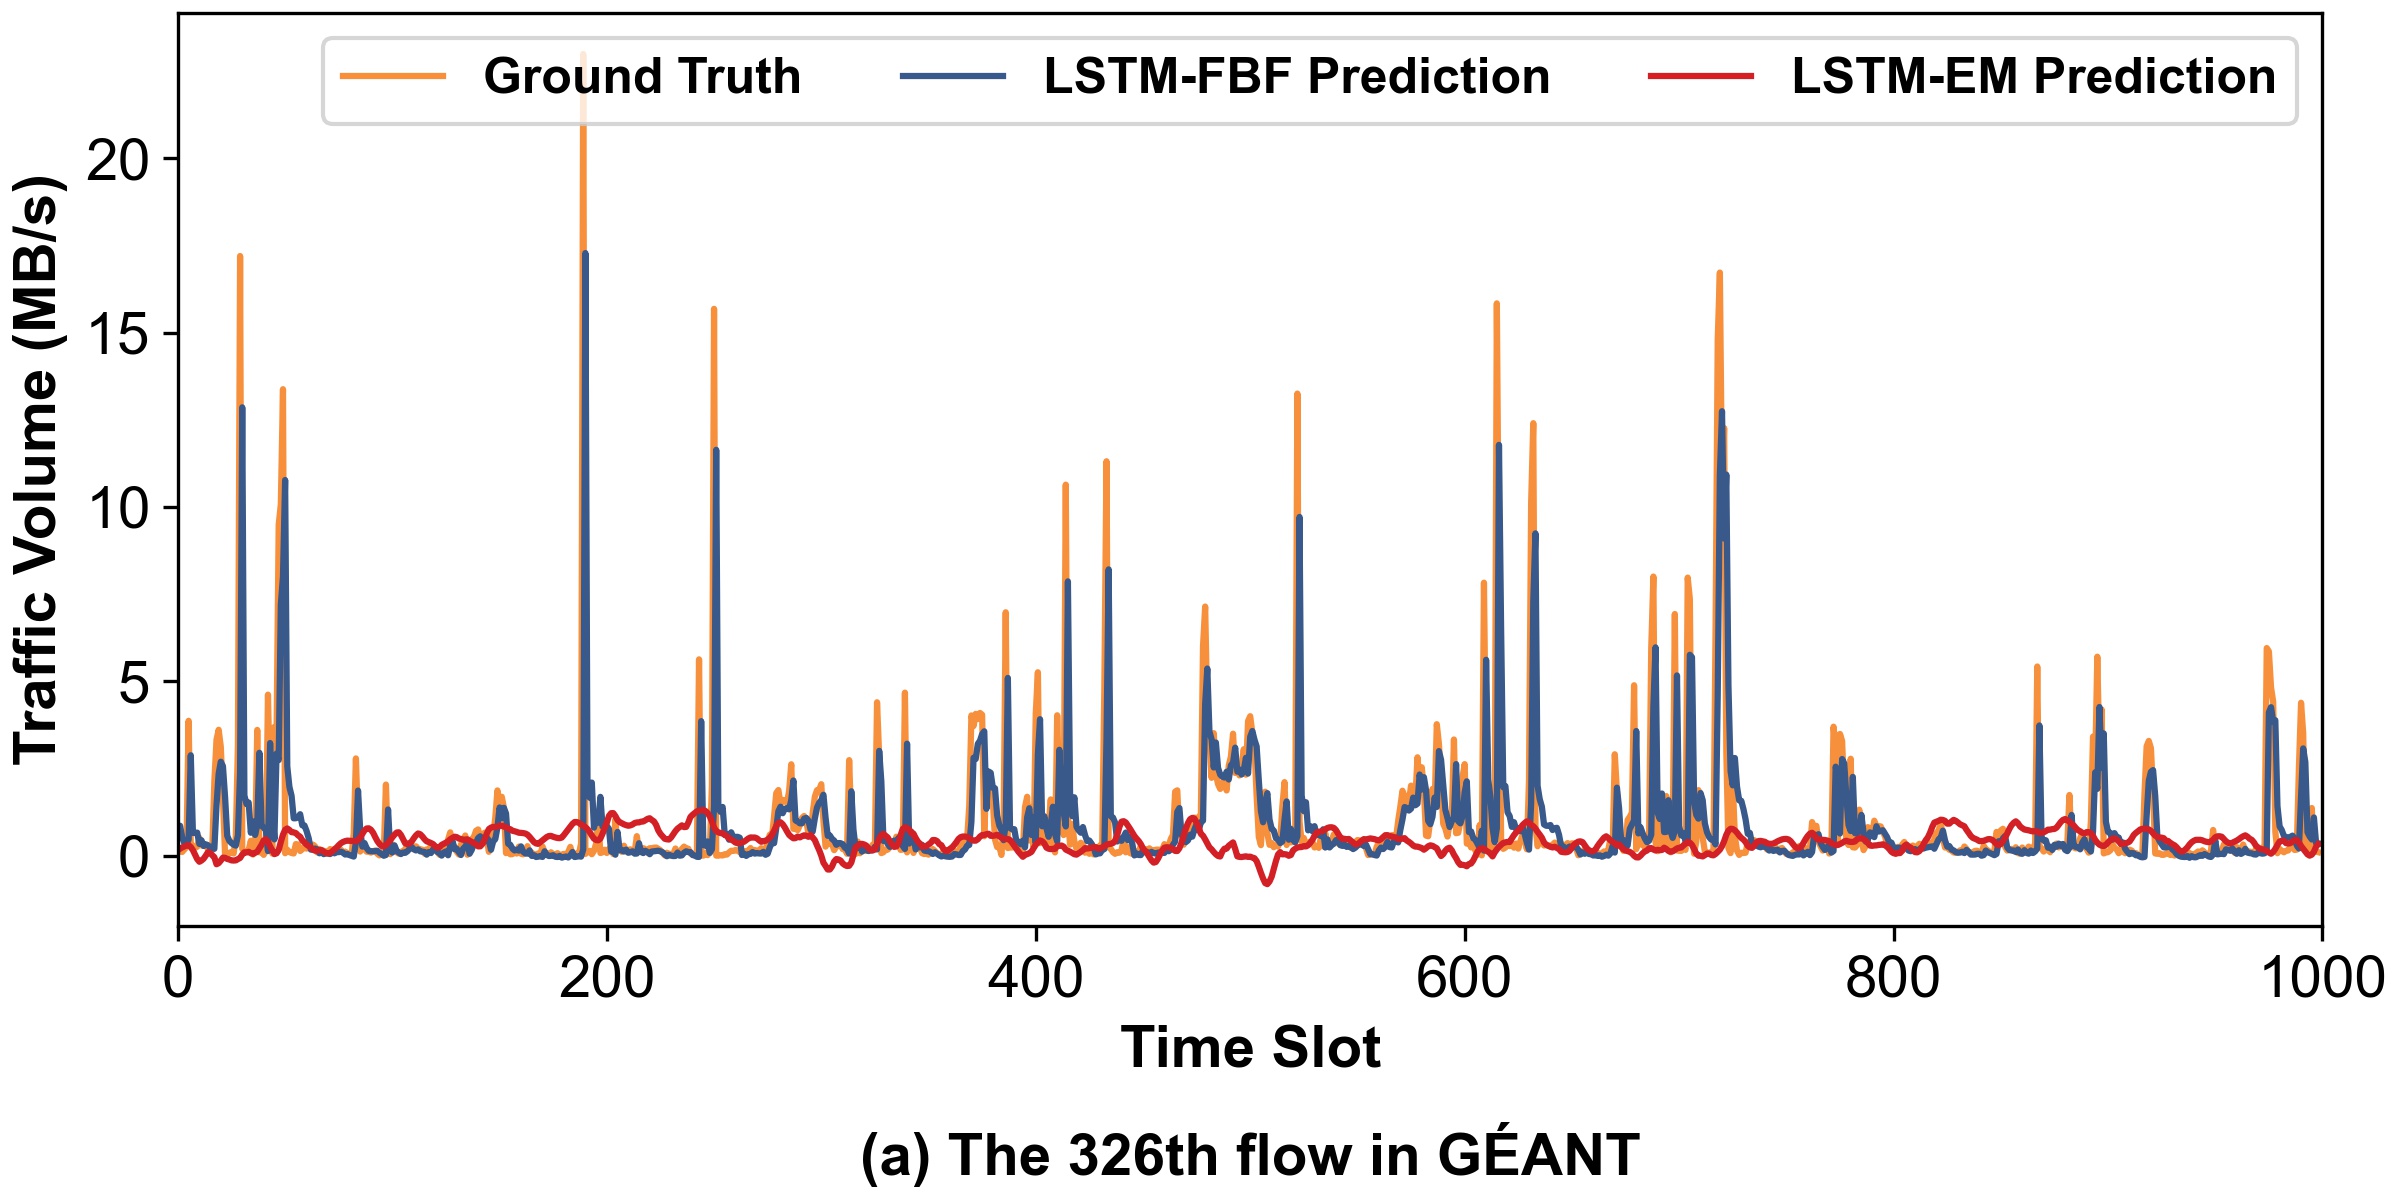 Ground Truth LSTM-FBF Prediction LSTM-EM Prediction
Traffic Volume (MB/s)
20
15
10
5
0
0 200 400 600 800 1000
Time Slot
(a) The 326th flow in GÉANT